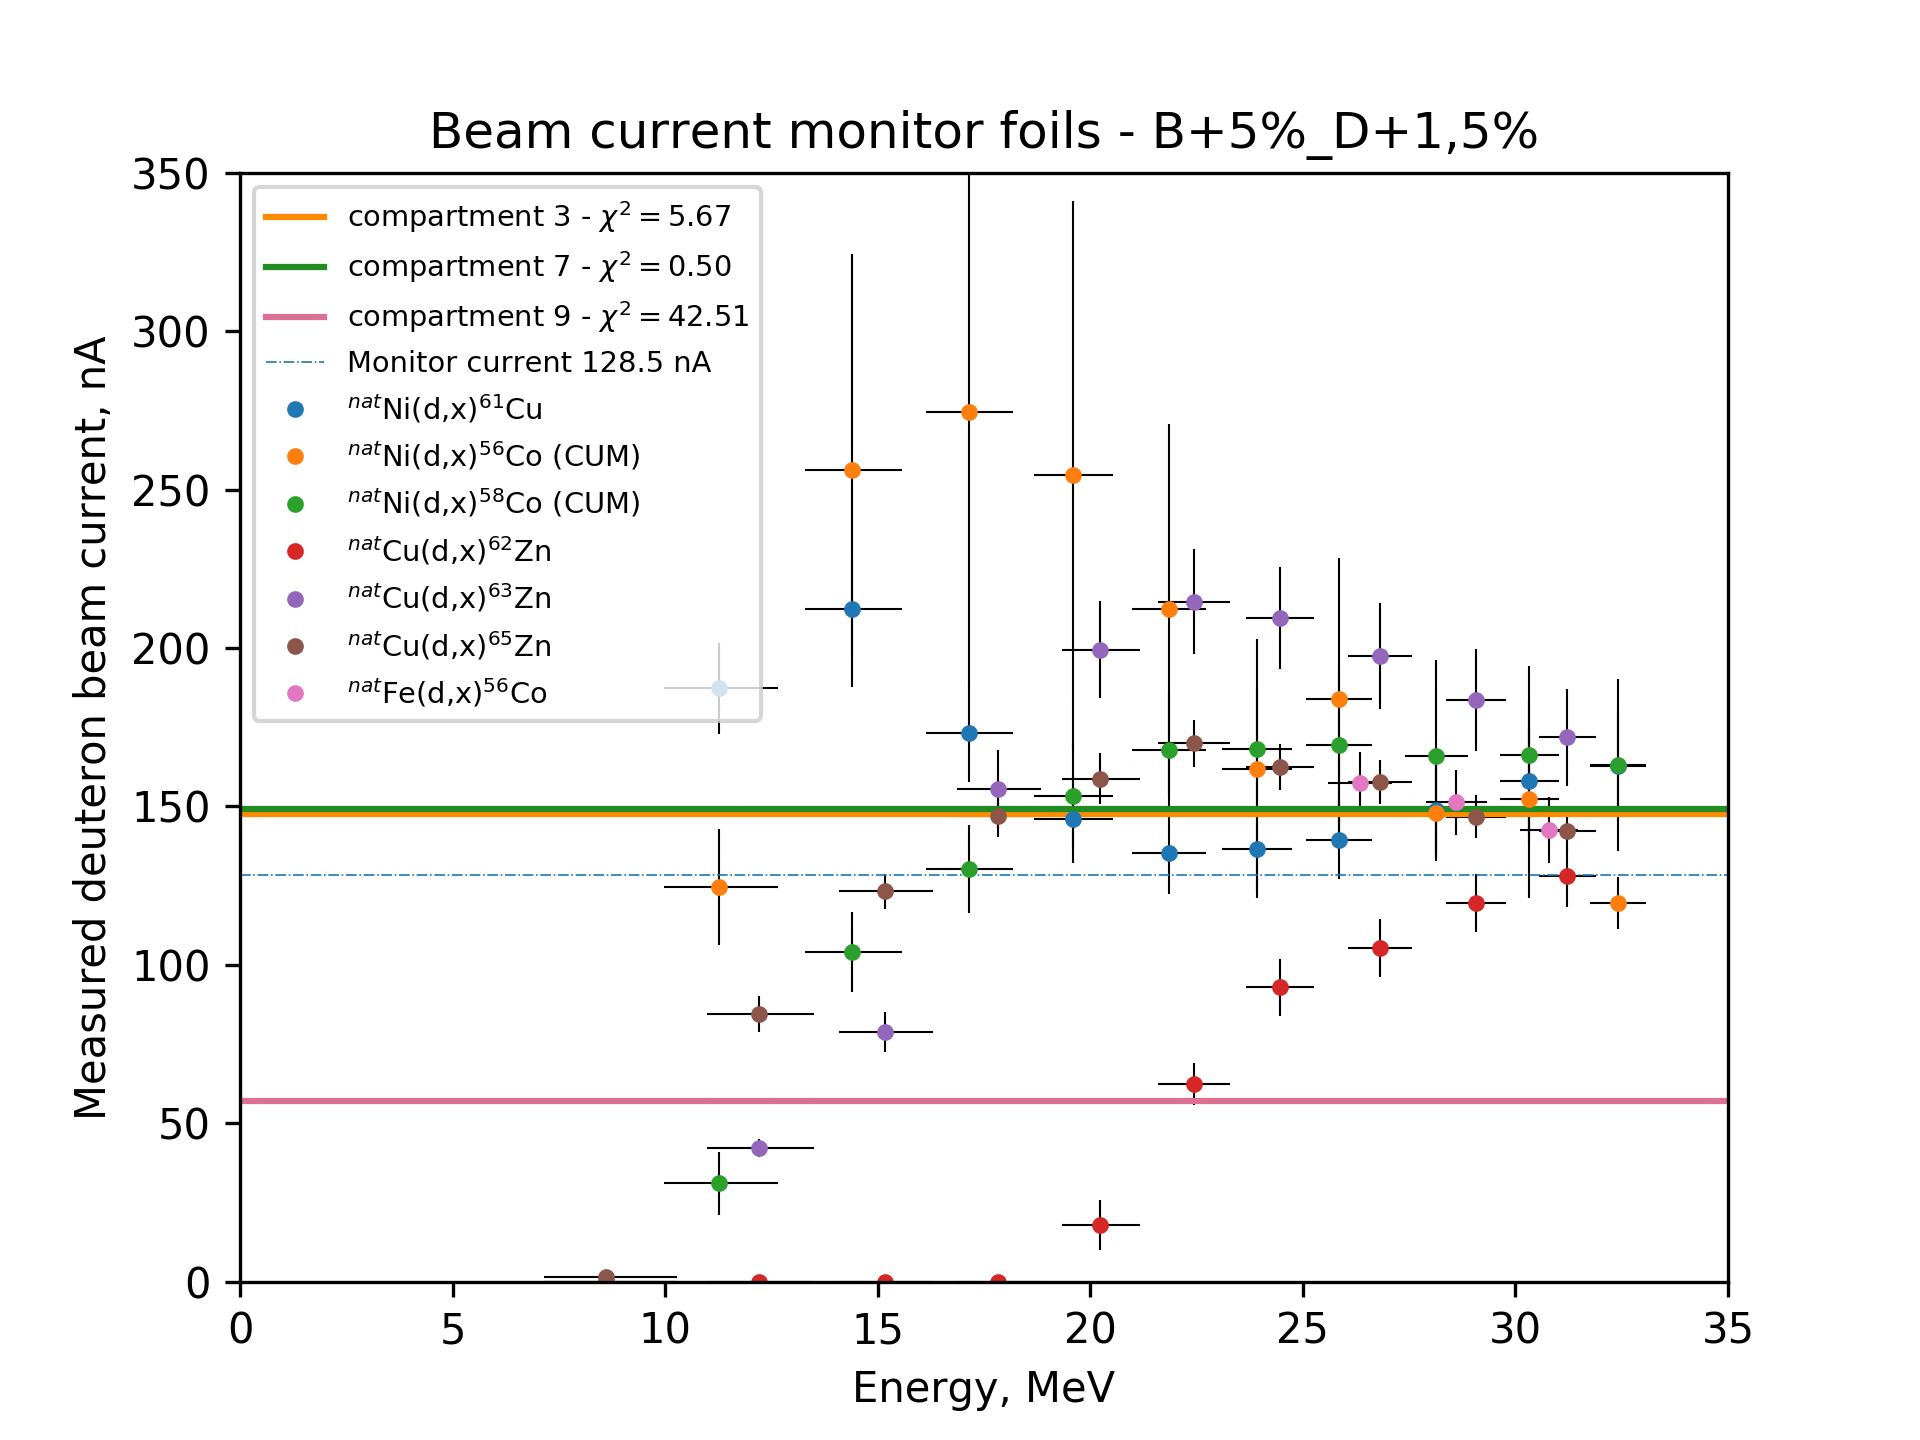 Beam current monitor foils - B+5%_D+1,5%
350
300
250
200
150
100
50
0
Measured deuteron beam current, nA
compartment 3 - χ² = 5.67
compartment 7 - χ² = 0.50
compartment 9 - χ² = 42.51
Monitor current 128.5 nA
ⁿᵃᵗNi(d,x)⁶¹Cu
ⁿᵃᵗNi(d,x)⁵⁶Co (CUM)
ⁿᵃᵗNi(d,x)⁵⁸Co (CUM)
ⁿᵃᵗCu(d,x)⁶²Zn
ⁿᵃᵗCu(d,x)⁶³Zn
ⁿᵃᵗCu(d,x)⁶⁵Zn
ⁿᵃᵗFe(d,x)⁵⁶Co
0 5 10 15 20 25 30 35
Energy, MeV